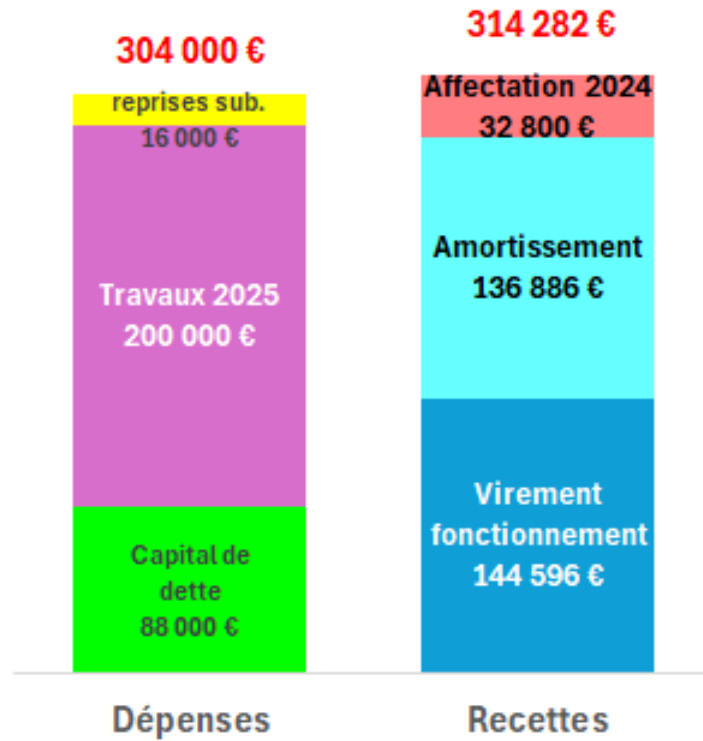 304 000 €
reprises sub.
16 000 €
Travaux 2025
200 000 €
Capital de
dette
88 000 €
Dépenses
314 282 €
Affectation 2024
32 800 €
Amortissement
136 886 €
Virement
fonctionnement
144 596 €
Recettes